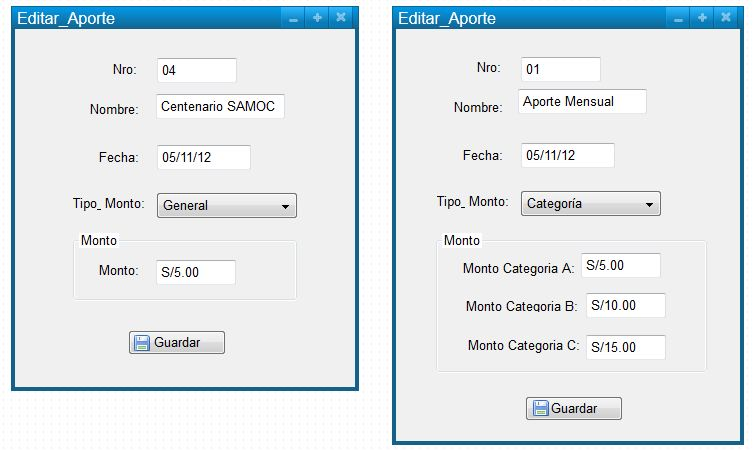 Editar_Aporte
Nro: 04
Nombre: Centenario SAMOC
Fecha: 05/11/12
Tipo_ Monto: General
Monto
Monto: S/5.00
Guardar
Editar_Aporte
Nro: 01
Nombre: Aporte Mensual
Fecha: 05/11/12
Tipo_ Monto: Categoría
Monto
Monto Categoria A: S/5.00
Monto Categoria B: S/10.00
Monto Categoria C: S/15.00
Guardar